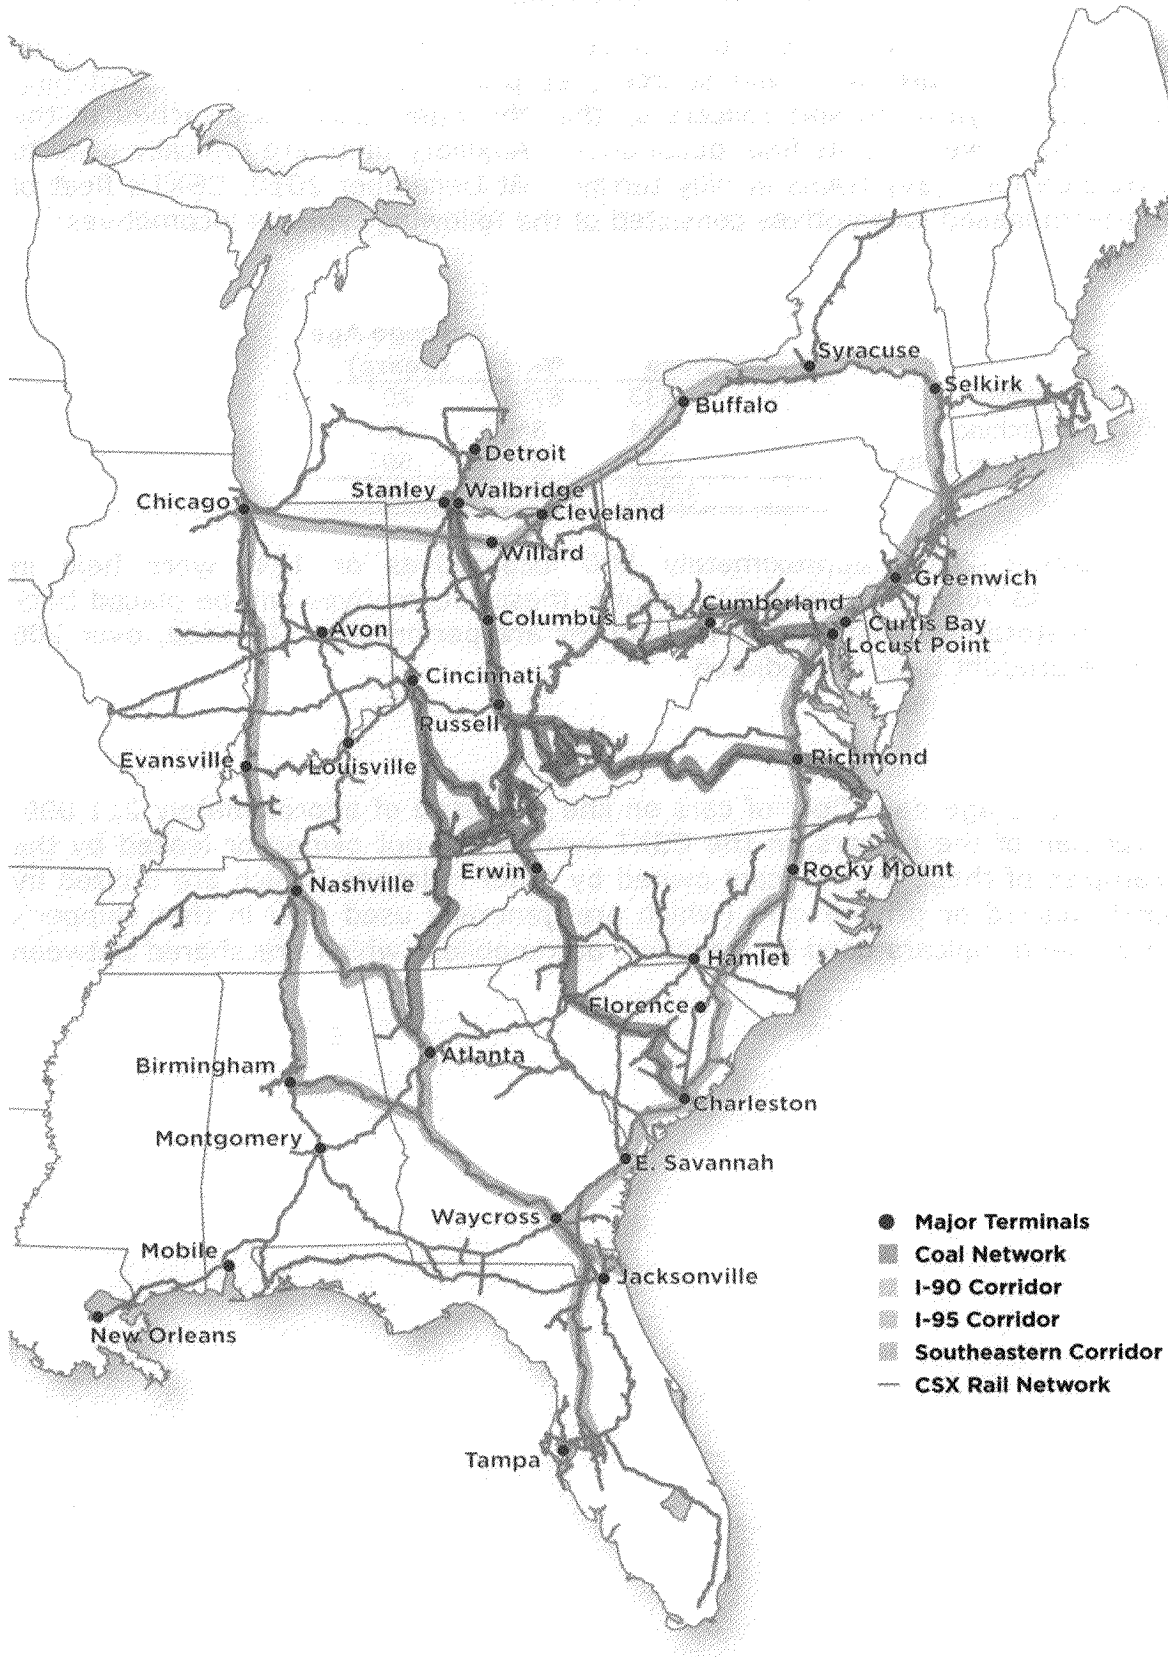 Syracuse
Selkirk
Buffalo
Detroit
Stanley
Walbridge
Chicago
Cleveland
Willard
Greenwich
Cumberland
Columbus
Curtis Bay
Avon
Locust Point
Cincinnati
Russell
Evansville
Louisville
Richmond
Erwin
Rocky Mount
Nashville
Hamlet
Florence
Atlanta
Birmingham
Charleston
Montgomery
E. Savannah
Waycross
Mobile
Jacksonville
New Orleans
Tampa
Major Terminals
Coal Network
I-90 Corridor
I-95 Corridor
Southeastern Corridor
CSX Rail Network